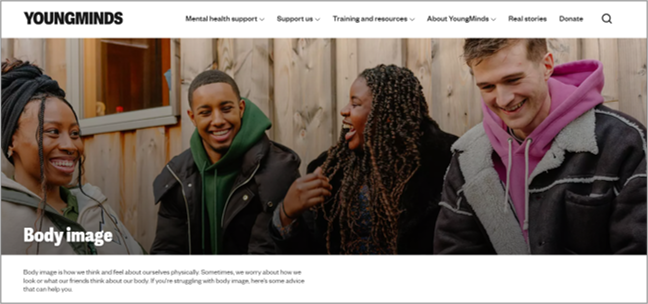 YOUNGMINDS
Mental health support Support us Training and resources About YoungMinds Real stories Donate
Body image
Body image is how we think and feel about ourselves physically. Sometimes, we worry about how we
look or what our friends think about our body. If you're struggling with body image, here's some advice
that can help you.